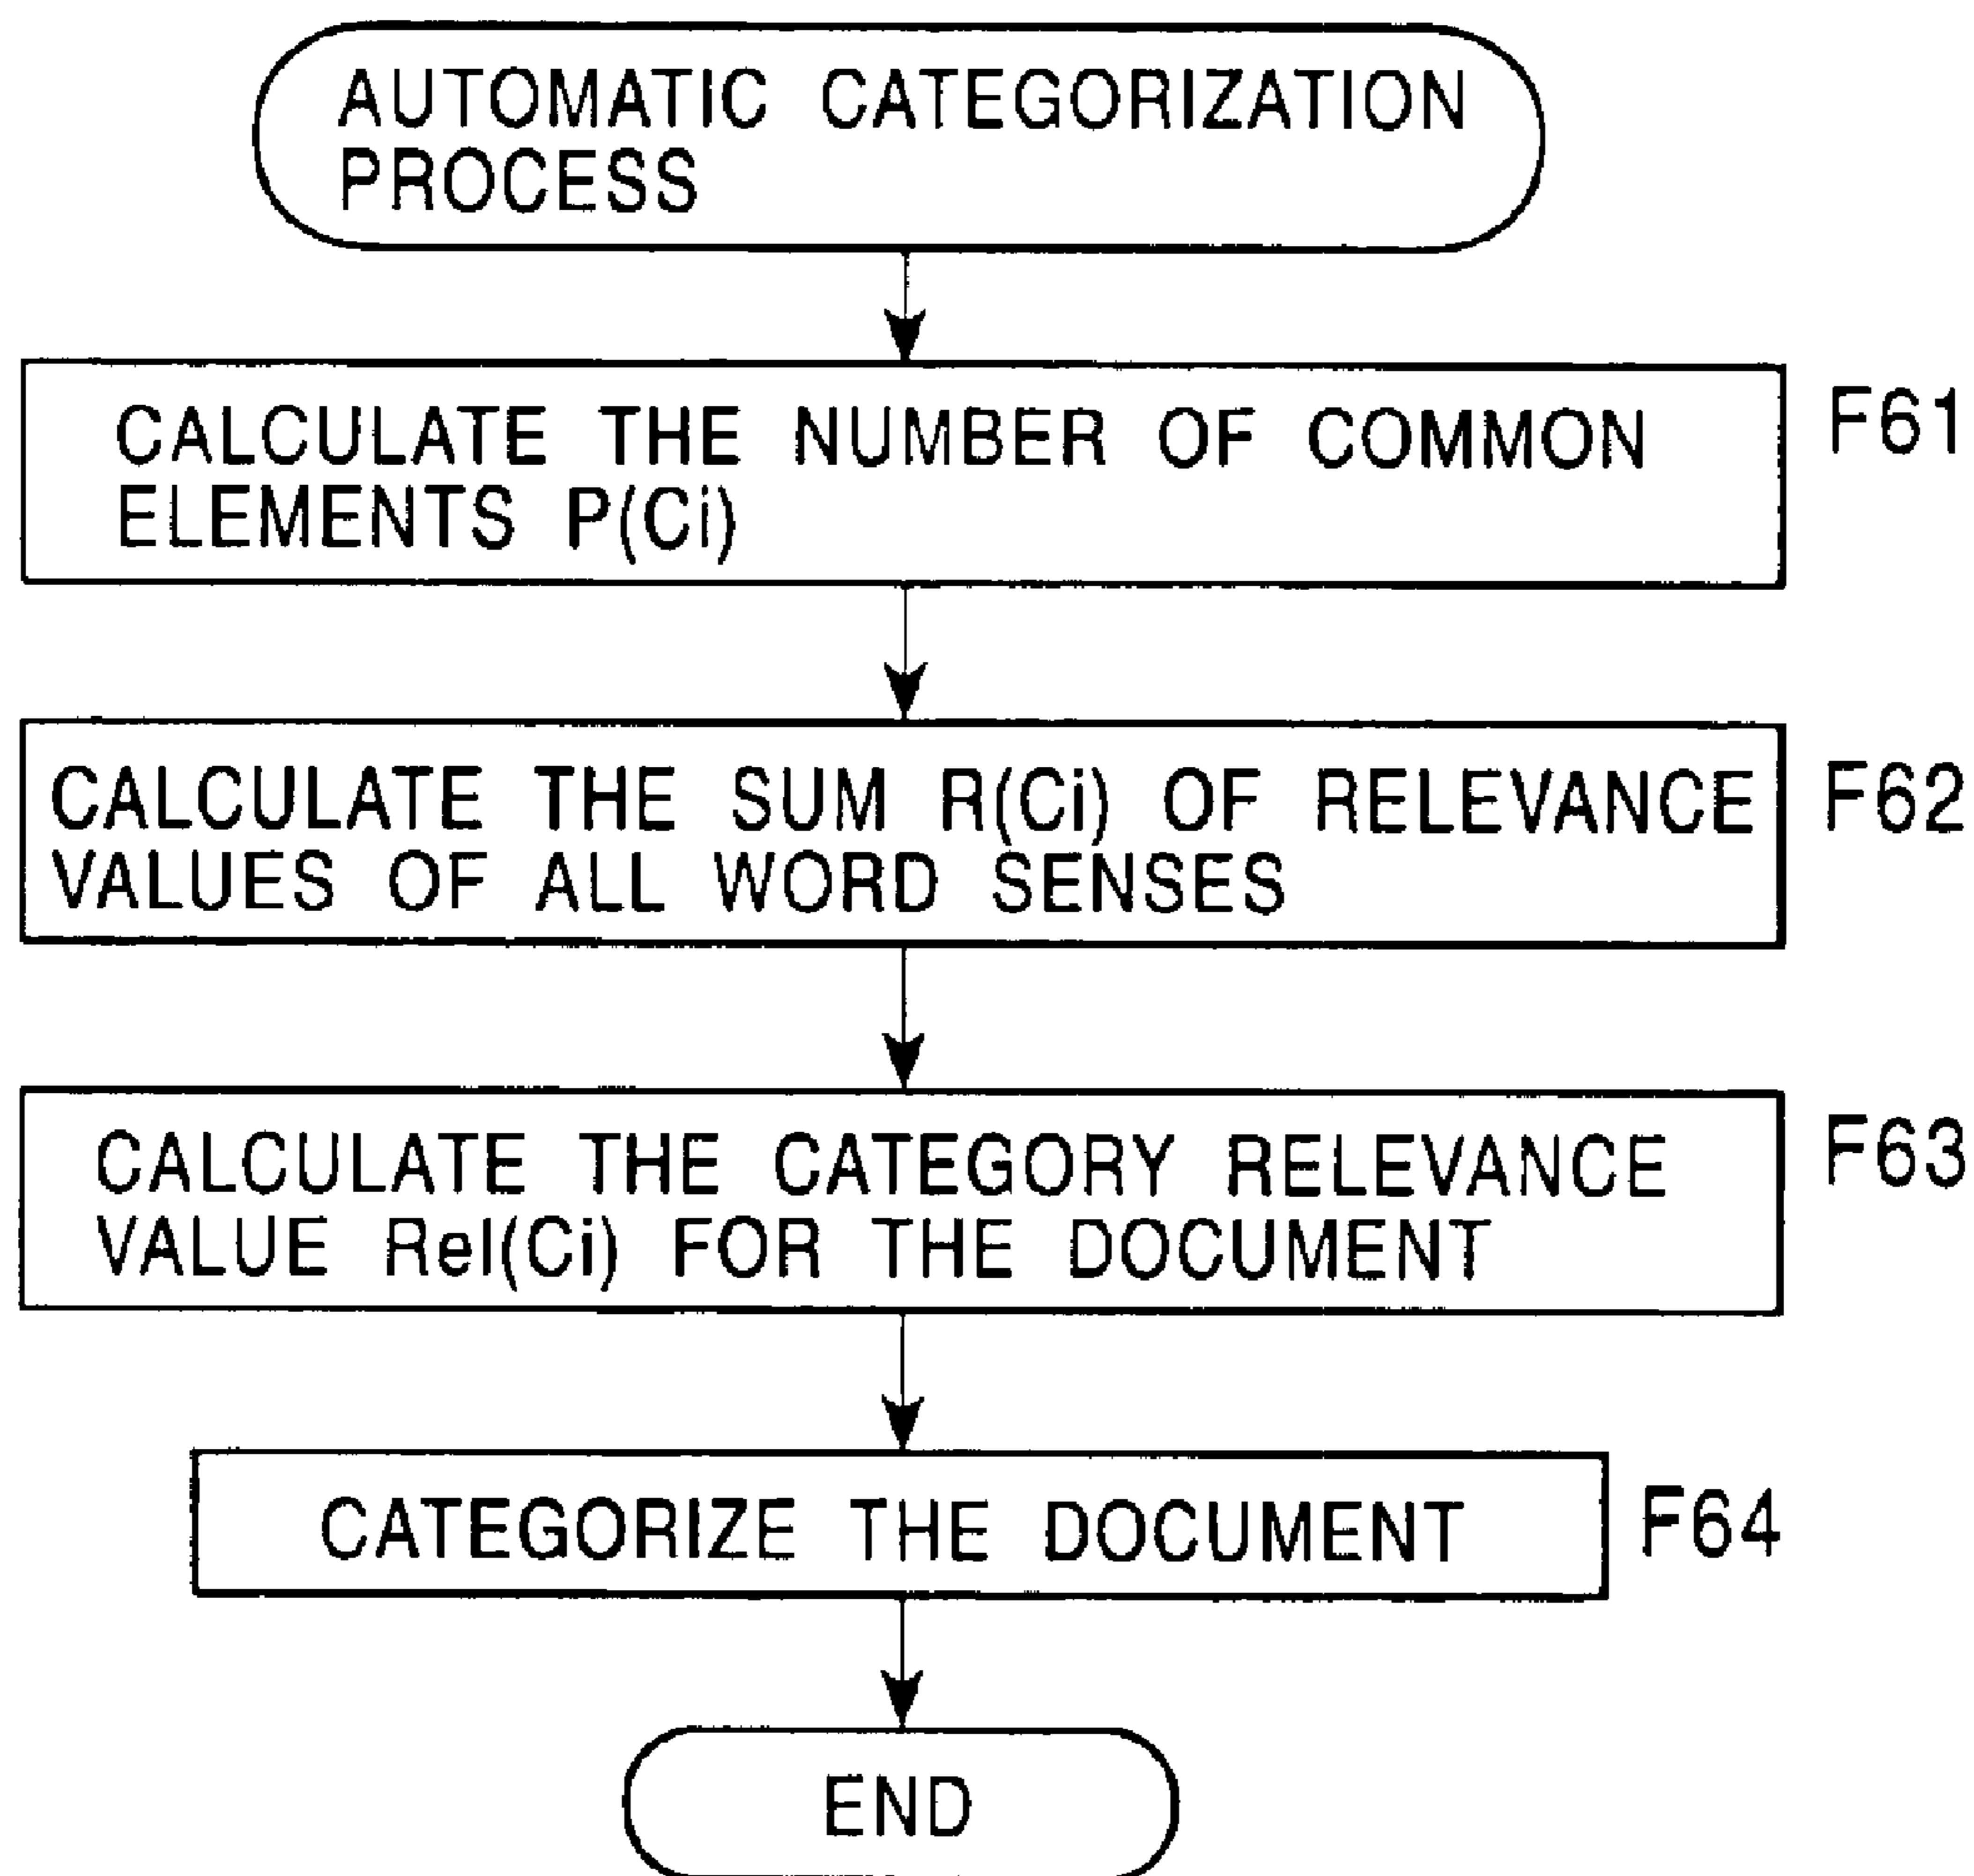 AUTOMATIC CATEGORIZATION
PROCESS
CALCULATE THE NUMBER OF COMMON
ELEMENTS P(Ci)
F61
CALCULATE THE SUM R(Ci) OF RELEVANCE
VALUES OF ALL WORD SENSES
F62
CALCULATE THE CATEGORY RELEVANCE
VALUE Rel(Ci) FOR THE DOCUMENT
F63
CATEGORIZE THE DOCUMENT
F64
END